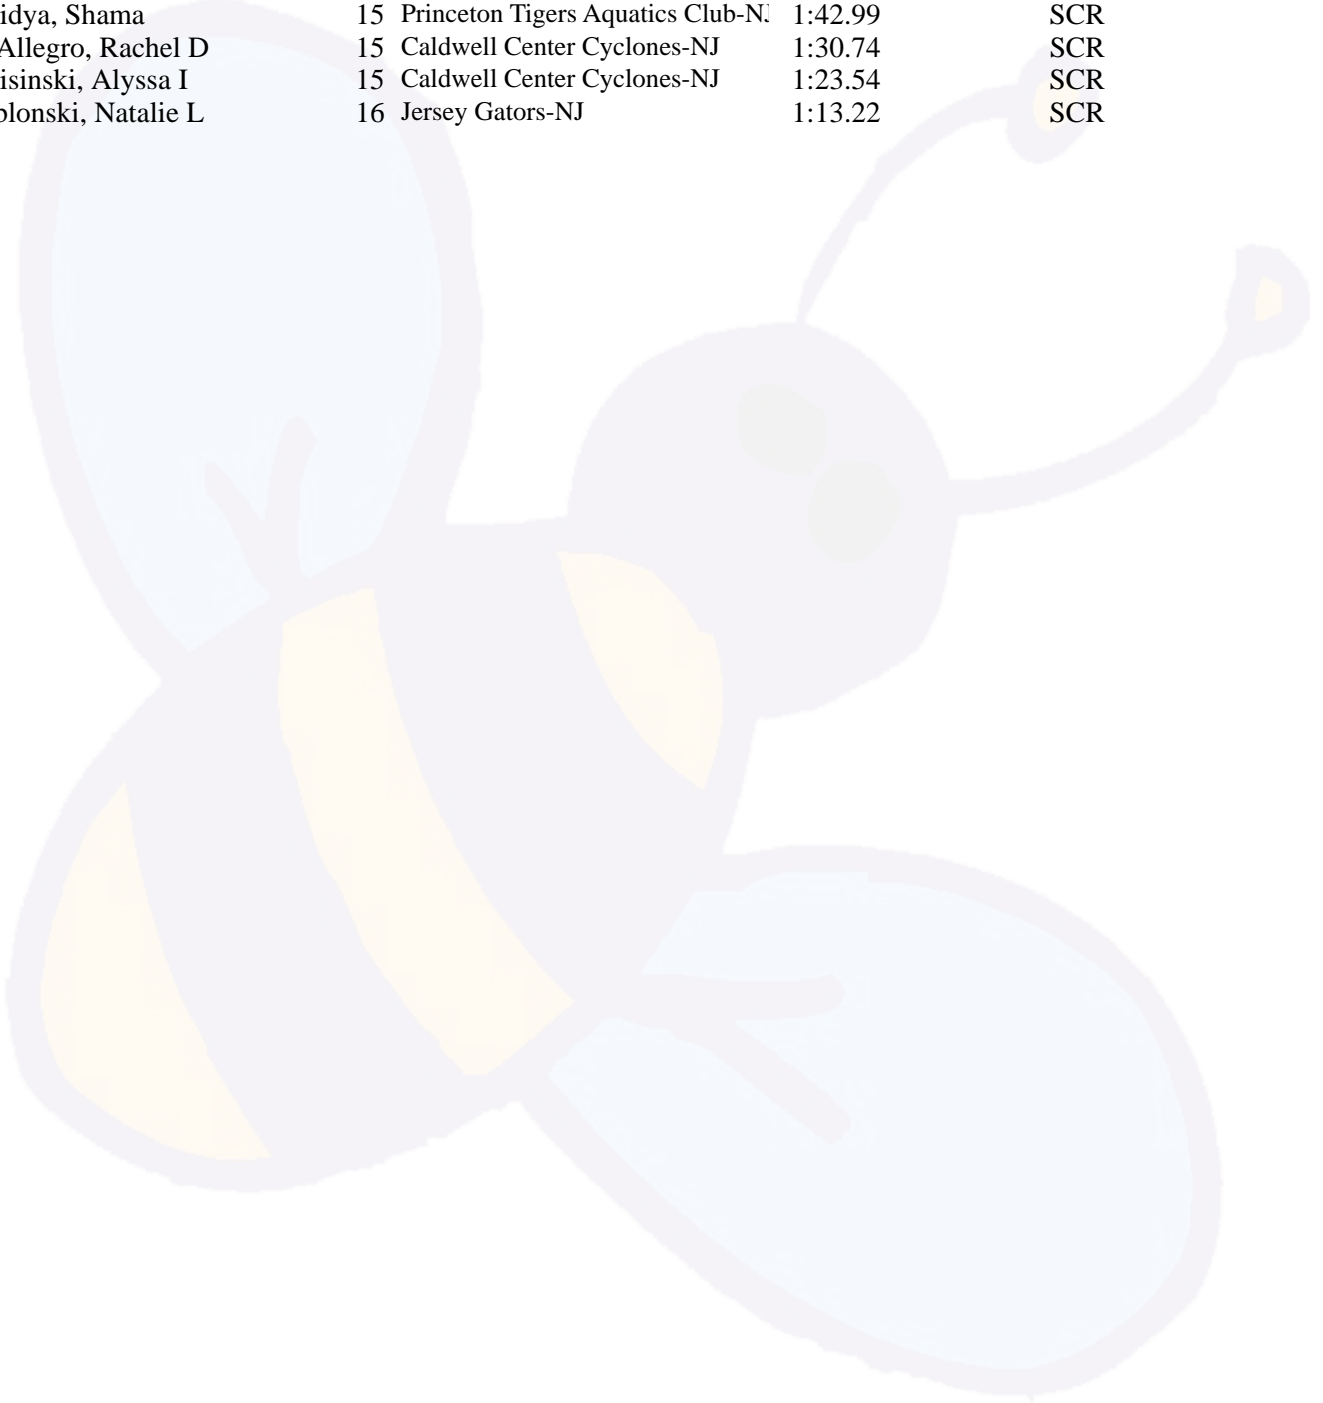 idya, Shama 15 Princeton Tigers Aquatics Club-NJ 1:42.99 SCR
Allegro, Rachel D 15 Caldwell Center Cyclones-NJ 1:30.74 SCR
isinski, Alyssa I 15 Caldwell Center Cyclones-NJ 1:23.54 SCR
blonski, Natalie L 16 Jersey Gators-NJ 1:13.22 SCR